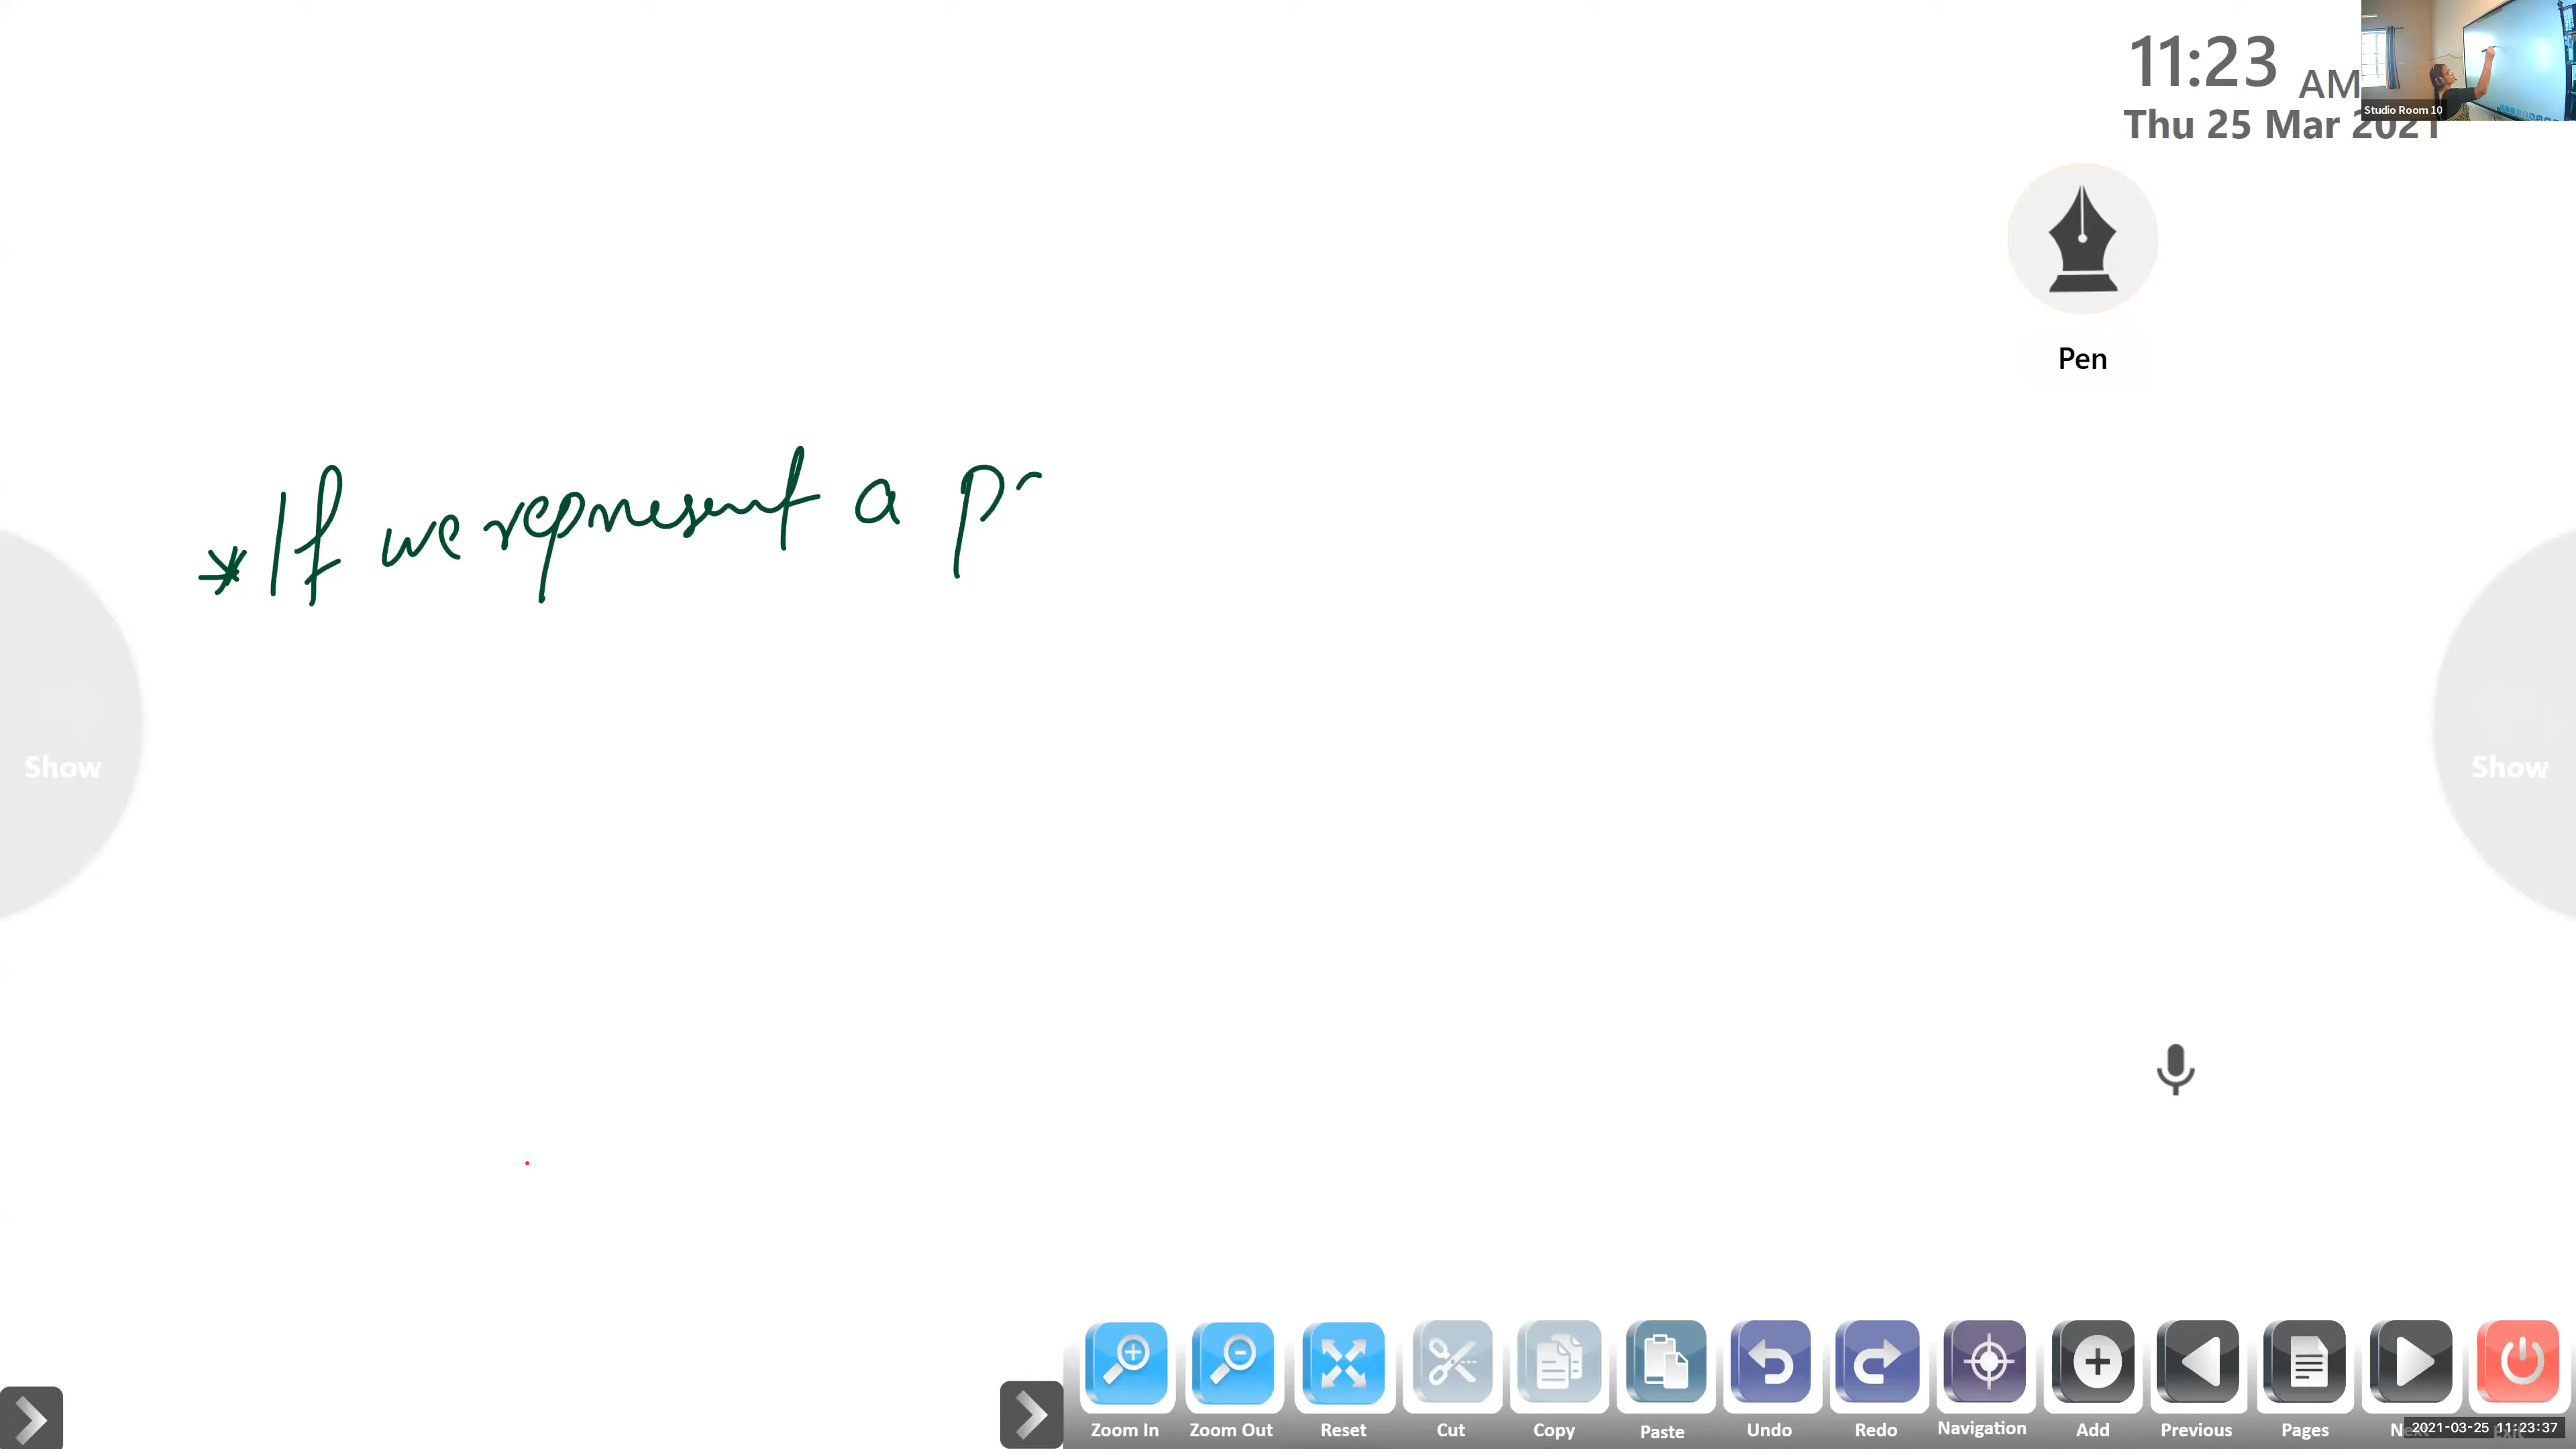 11:23 AM
Studio Room 10
Thu 25 Mar 2021
Pen
*If we represent a pr
Show
Show
Zoom In
Zoom Out
Reset
Cut
Copy
Paste
Undo
Redo
Navigation
Add
Previous
Pages
2021-03-25 11:23:37